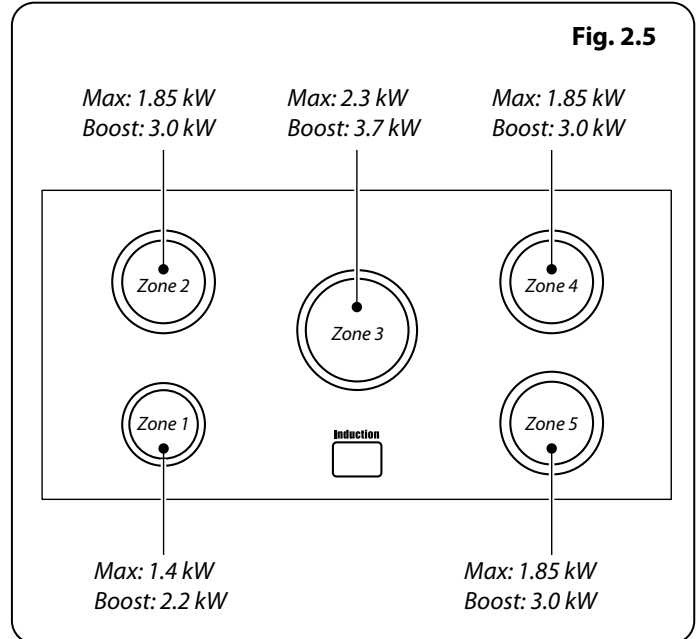 Fig. 2.5
Max: 1.85 kW
Boost: 3.0 kW
Max: 2.3 kW
Boost: 3.7 kW
Max: 1.85 kW
Boost: 3.0 kW
Zone 2
Zone 3
Zone 4
Zone 1
Induction
Zone 5
Max: 1.4 kW
Boost: 2.2 kW
Max: 1.85 kW
Boost: 3.0 kW